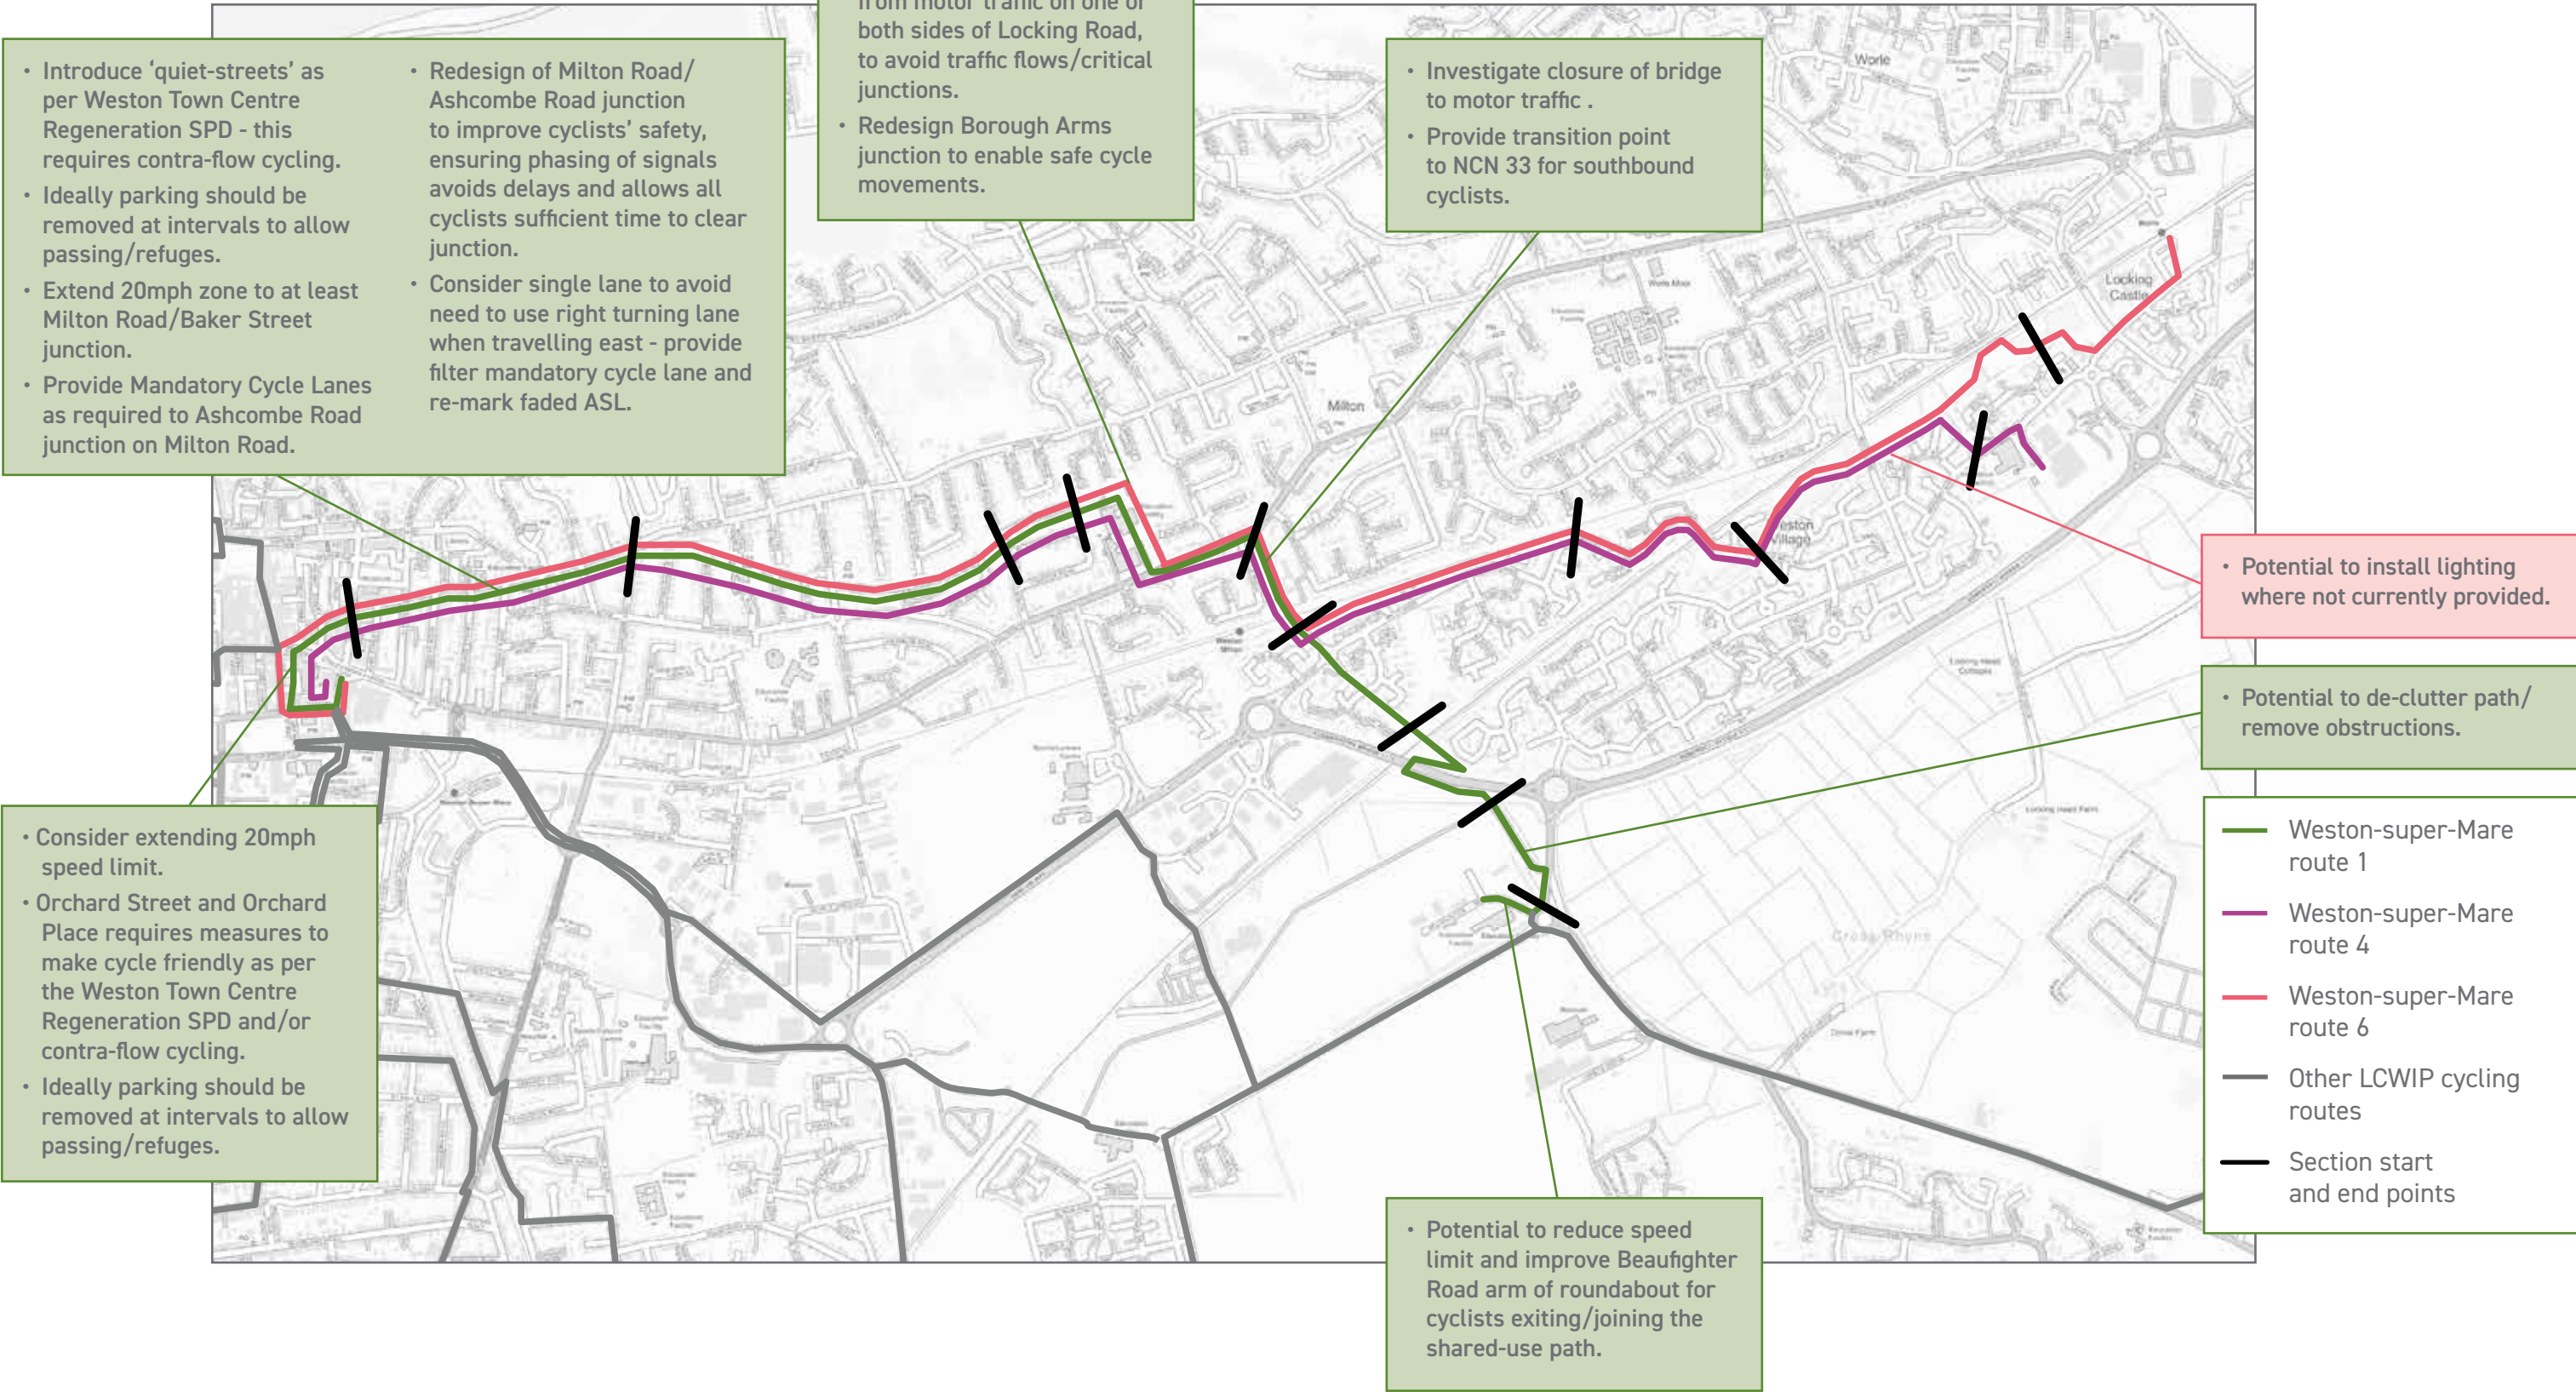 • Introduce ‘quiet-streets’ as
per Weston Town Centre
Regeneration SPD - this
requires contra-flow cycling.
• Ideally parking should be
removed at intervals to allow
passing/refuges.
• Extend 20mph zone to at least
Milton Road/Baker Street
junction.
• Provide Mandatory Cycle Lanes
as required to Ashcombe Road
junction on Milton Road.
• Redesign of Milton Road/
Ashcombe Road junction
to improve cyclists’ safety,
ensuring phasing of signals
avoids delays and allows all
cyclists sufficient time to clear
junction.
• Consider single lane to avoid
need to use right turning lane
when travelling east - provide
filter mandatory cycle lane and
re-mark faded ASL.
from motor traffic on one or
both sides of Locking Road,
to avoid traffic flows/critical
junctions.
• Redesign Borough Arms
junction to enable safe cycle
movements.
• Investigate closure of bridge
to motor traffic .
• Provide transition point
to NCN 33 for southbound
cyclists.
Worle
Locking
Castle
Milton
Village
• Potential to install lighting
where not currently provided.
• Potential to de-clutter path/
remove obstructions.
• Consider extending 20mph
speed limit.
• Orchard Street and Orchard
Place requires measures to
make cycle friendly as per
the Weston Town Centre
Regeneration SPD and/or
contra-flow cycling.
• Ideally parking should be
removed at intervals to allow
passing/refuges.
Cross Rhyne
• Potential to reduce speed
limit and improve Beaufighter
Road arm of roundabout for
cyclists exiting/joining the
shared-use path.
Weston-super-Mare
route 1
Weston-super-Mare
route 4
Weston-super-Mare
route 6
Other LCWIP cycling
routes
Section start
and end points